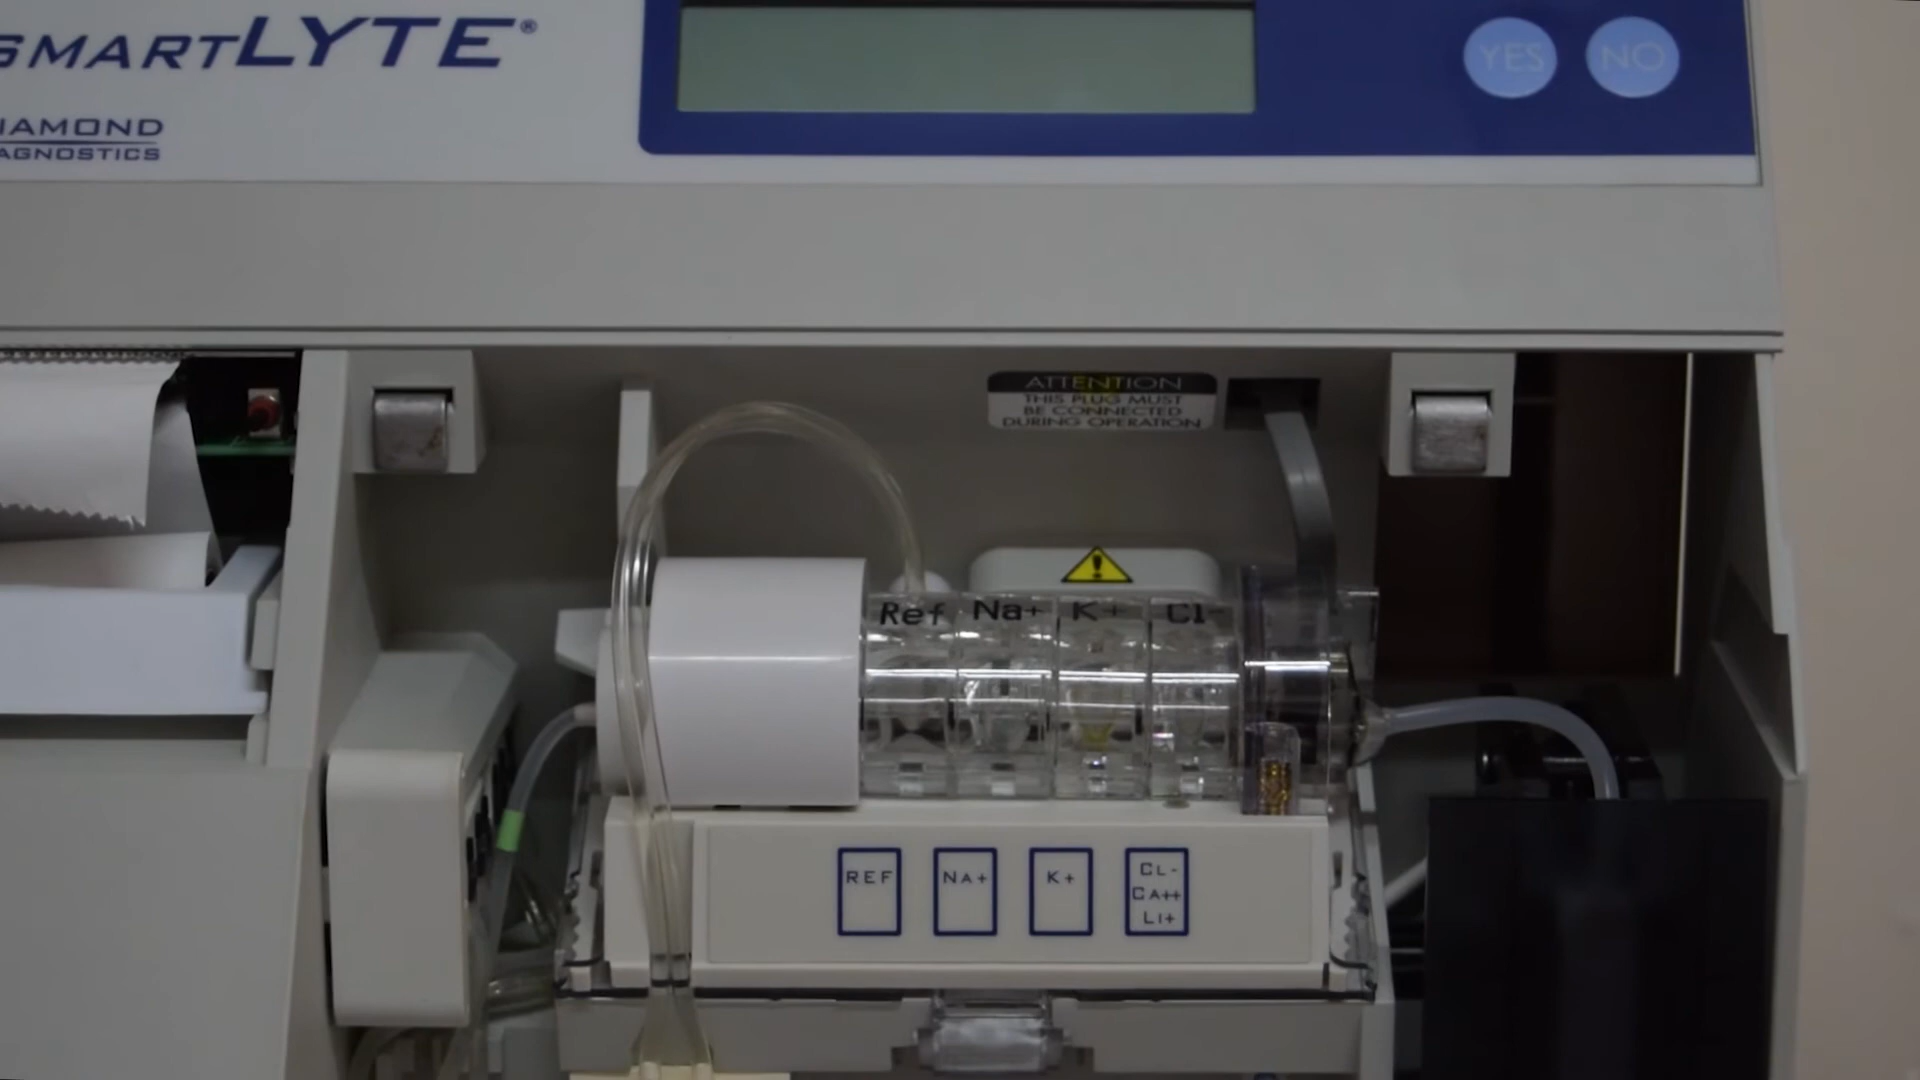 SMARTLYTE®
YES NO
IAMOND
AGNOSTICS
ATTENTION
THIS PLUG MUST
BE CONNECTED
DURING OPERATION
Ref Na+ K+ Cl-
REF
NA+
K+
CL-
CA++
LI+